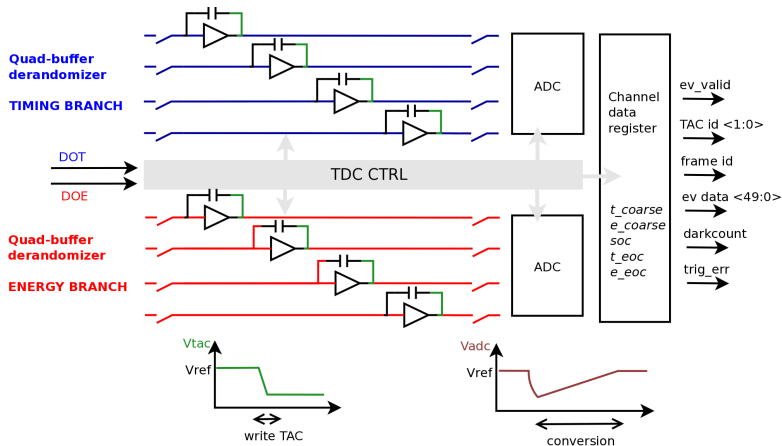 Quad-buffer
derandomizer
TIMING BRANCH
ADC
Channel
data
register
ev_valid
TAC id <1:0>
frame id
ev data <49:0>
darkcount
trig_err
DOT
DOE
TDC CTRL
t_coarse
e_coarse
soc
t_eoc
e_eoc
Quad-buffer
derandomizer
ENERGY BRANCH
ADC
Vtac
Vref
write TAC
Vadc
Vref
conversion